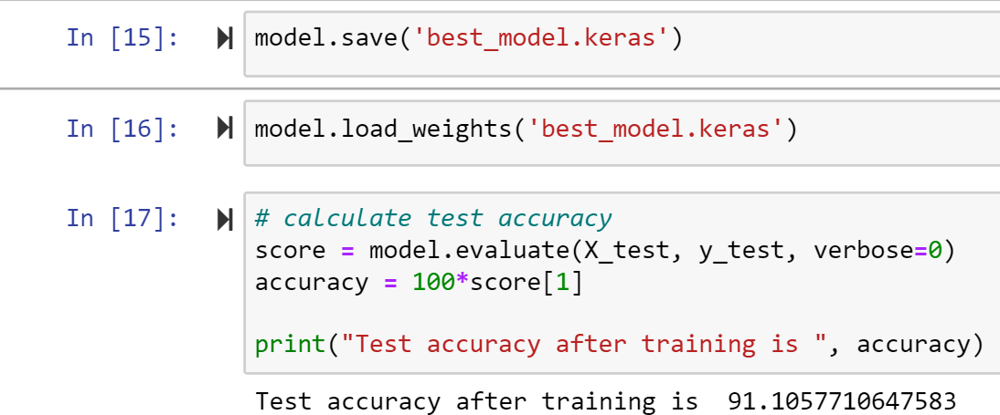 In [15]: model.save('best_model.keras')
In [16]: model.load_weights('best_model.keras')
In [17]: # calculate test accuracy
score = model.evaluate(X_test, y_test, verbose=0)
accuracy = 100*score[1]
print("Test accuracy after training is ", accuracy)
Test accuracy after training is  91.1057710647583